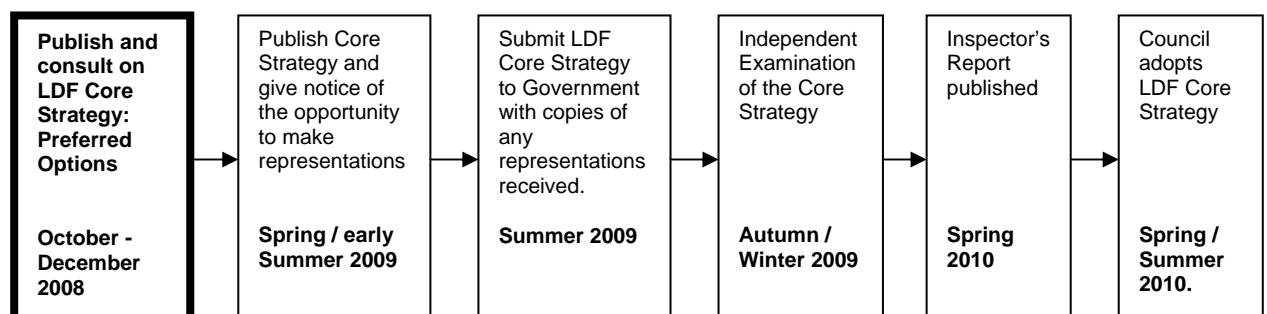 Publish and
consult on
LDF Core
Strategy:
Preferred
Options
October -
December
2008
Publish Core
Strategy and
give notice of
the opportunity
to make
representations
Spring / early
Summer 2009
Submit LDF
Core Strategy
to Government
with copies of
any
representations
received.
Summer 2009
Independent
Examination
of the Core
Strategy
Autumn /
Winter 2009
Inspector's
Report
published
Spring
2010
Council
adopts
LDF Core
Strategy
Spring /
Summer
2010.